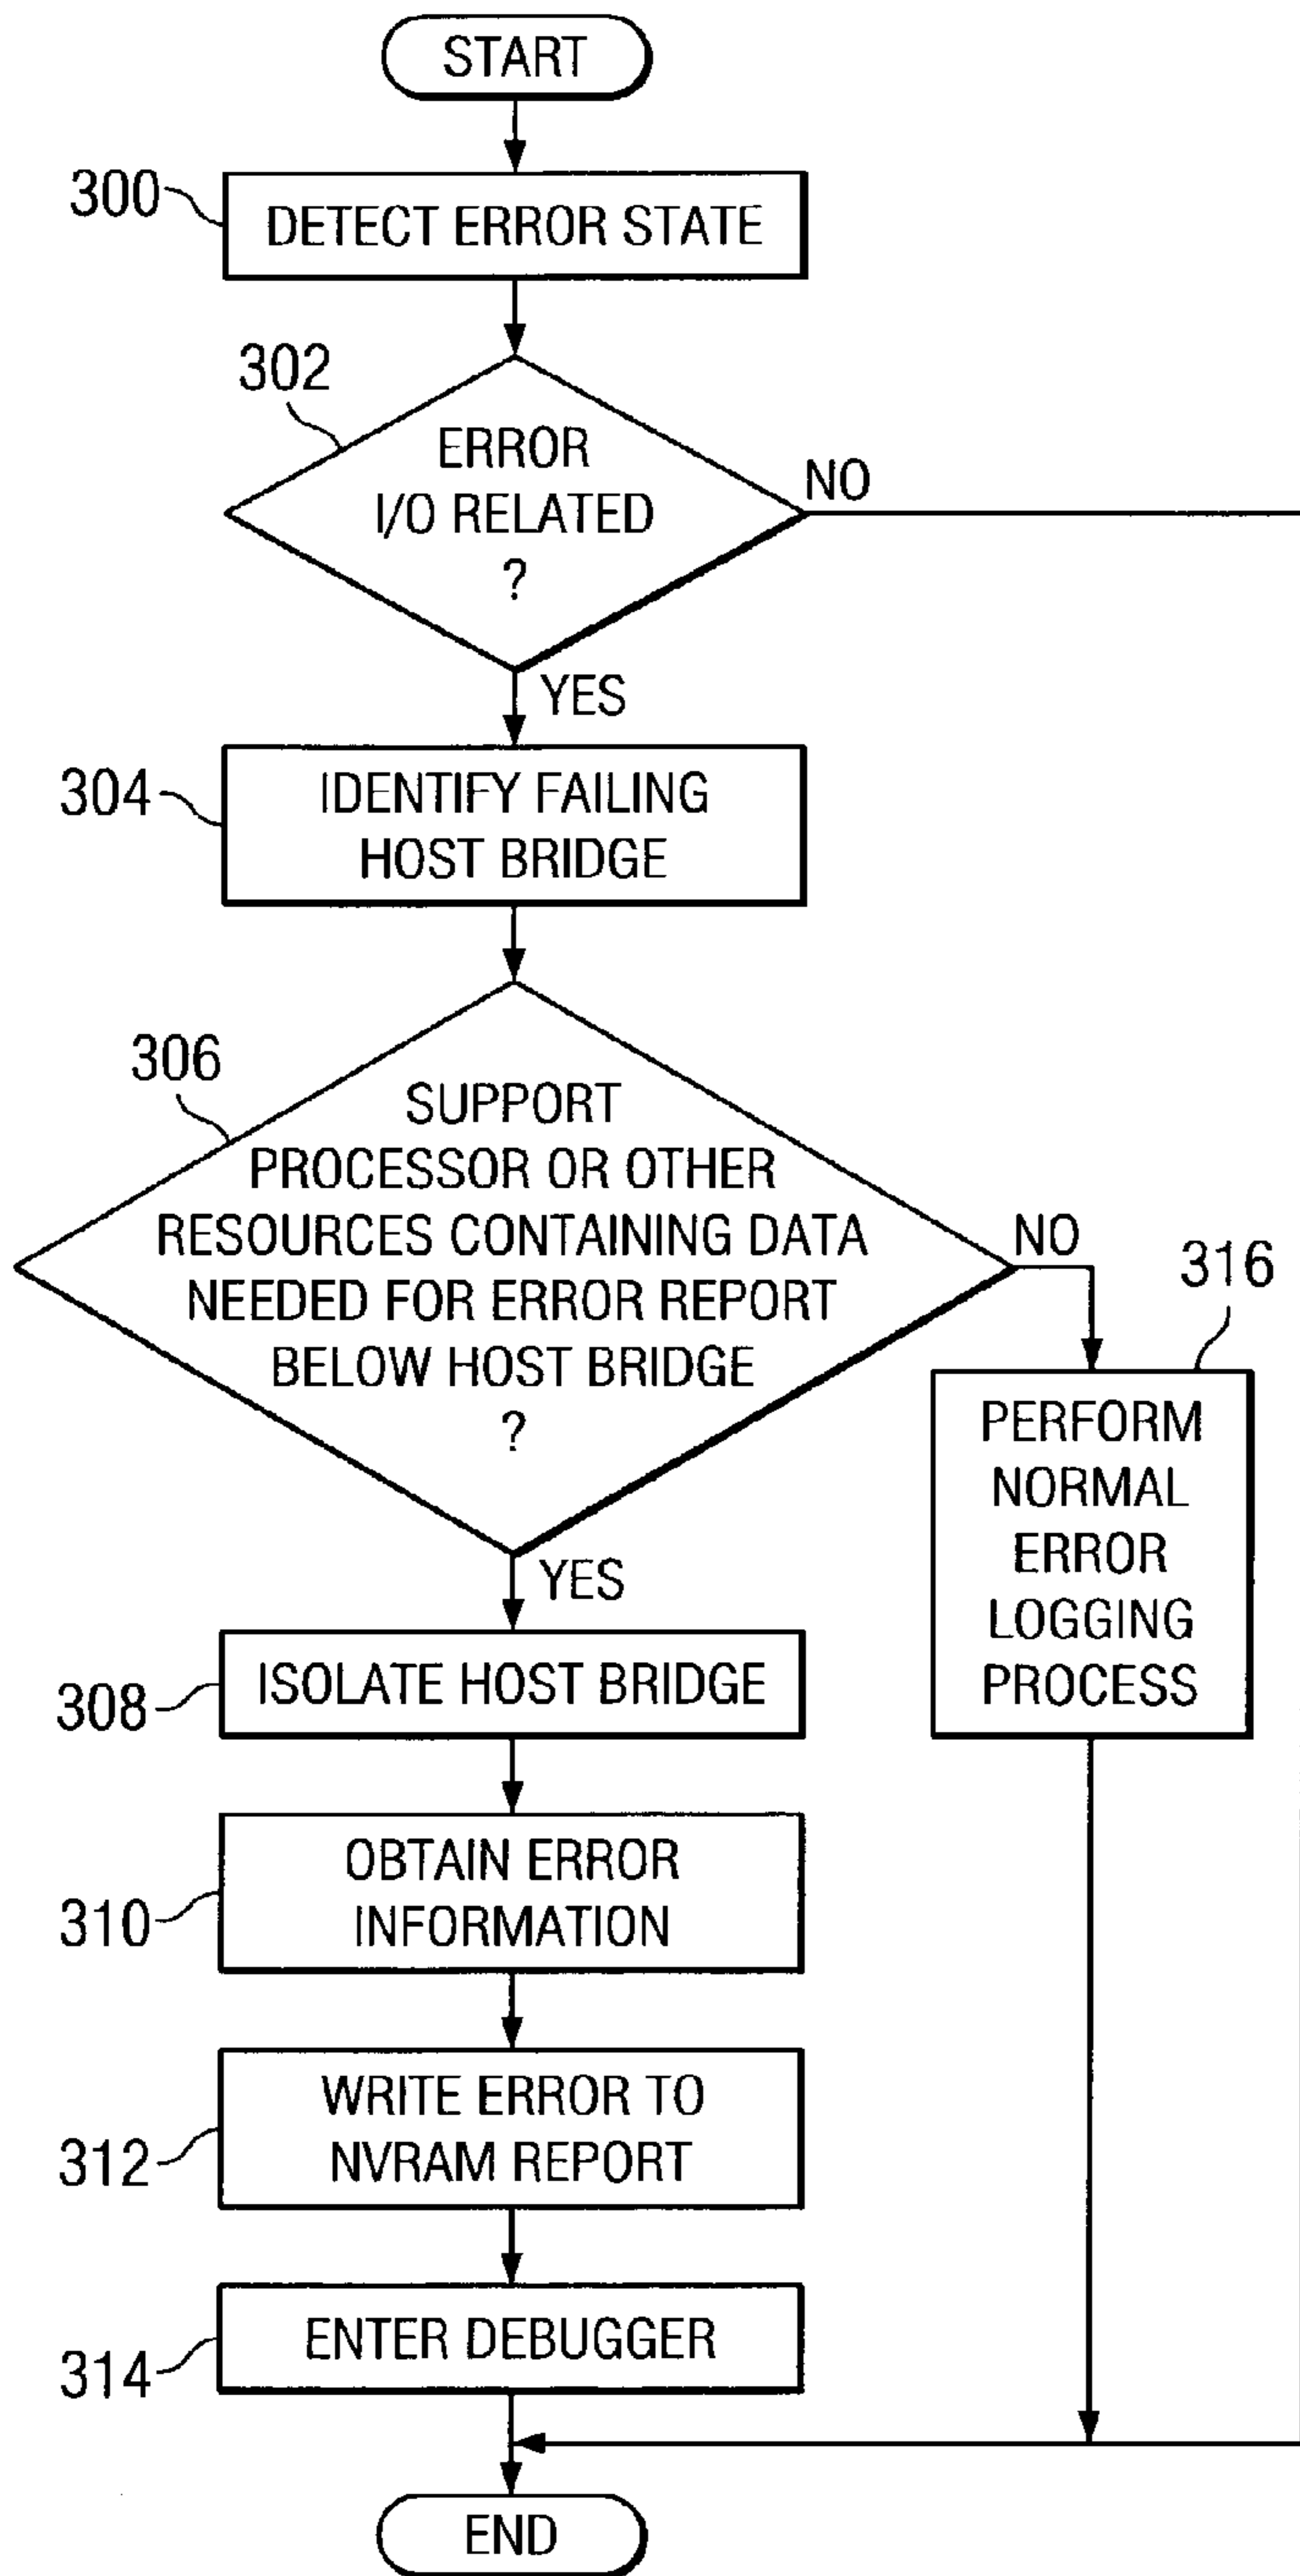 START
300
DETECT ERROR STATE
302
ERROR
I/O RELATED
?
NO
YES
304
IDENTIFY FAILING
HOST BRIDGE
306
SUPPORT
PROCESSOR OR OTHER
RESOURCES CONTAINING DATA
NEEDED FOR ERROR REPORT
BELOW HOST BRIDGE
?
NO
316
PERFORM
NORMAL
ERROR
LOGGING
PROCESS
YES
308
ISOLATE HOST BRIDGE
310
OBTAIN ERROR
INFORMATION
312
WRITE ERROR TO
NVRAM REPORT
314
ENTER DEBUGGER
END